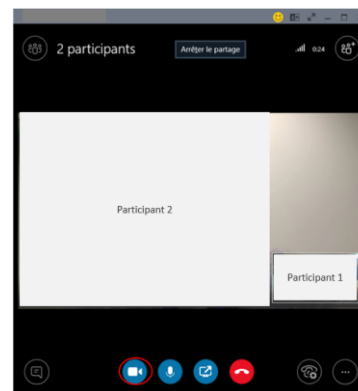 2 participants
Arrêter le partage
0:24
Participant 2
Participant 1